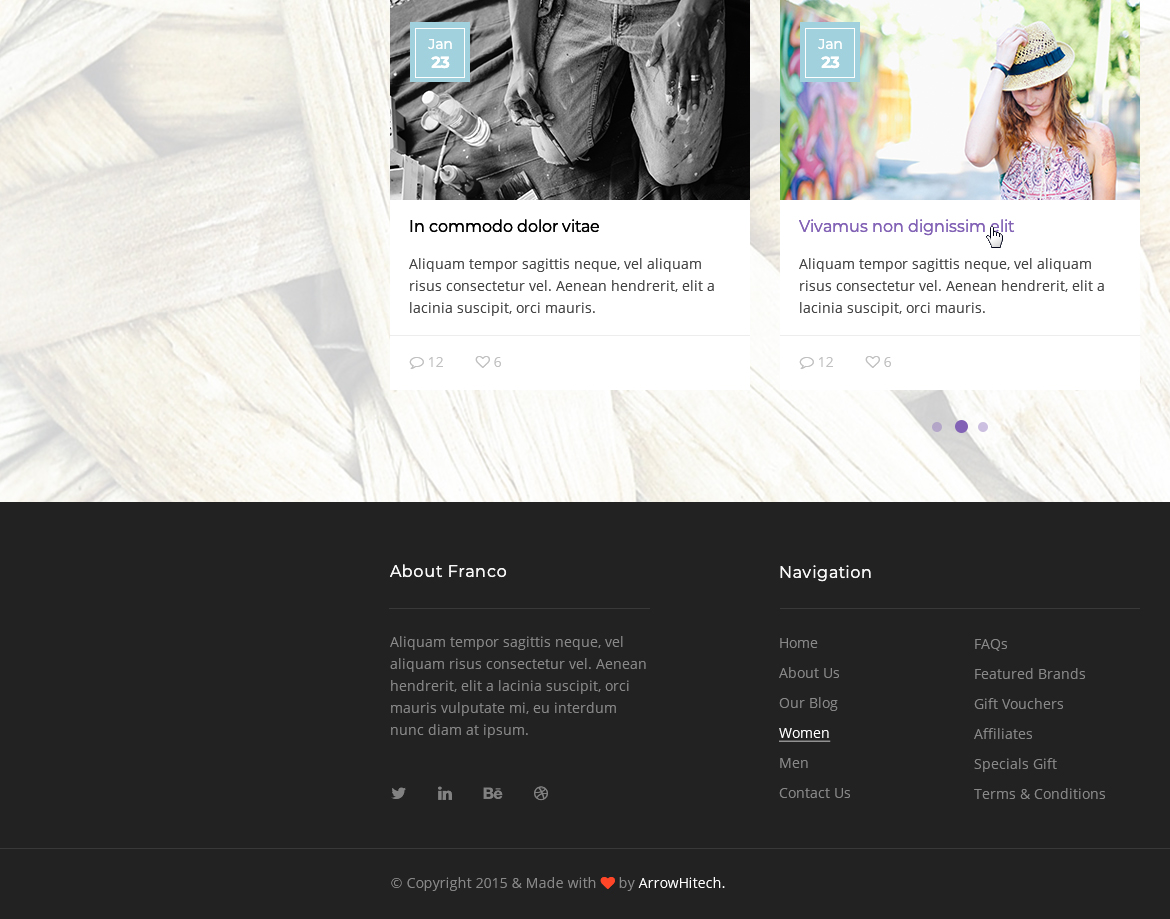 Jan
23
In commodo dolor vitae
Aliquam tempor sagittis neque, vel aliquam
risus consectetur vel. Aenean hendrerit, elit a
lacinia suscipit, orci mauris.
12 6
Jan
23
Vivamus non dignissim elit
Aliquam tempor sagittis neque, vel aliquam
risus consectetur vel. Aenean hendrerit, elit a
lacinia suscipit, orci mauris.
12 6
About Franco
Aliquam tempor sagittis neque, vel
aliquam risus consectetur vel. Aenean
hendrerit, elit a lacinia suscipit, orci
mauris vulputate mi, eu interdum
nunc diam at ipsum.
Navigation
Home
About Us
Our Blog
Women
Men
Contact Us
FAQs
Featured Brands
Gift Vouchers
Affiliates
Specials Gift
Terms & Conditions
© Copyright 2015 & Made with ❤ by ArrowHitech.